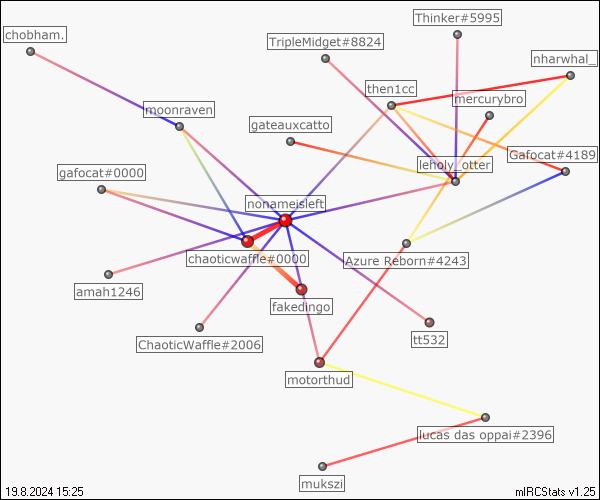 Thinker#5995
chobham.
TripleMidget#8824
nharwhal_
then1cc
mercurybro
moonraven
gateauxcatto
Gafocat#4189
leholy_otter
gafocat#0000
nonameisleft
chaoticwaffle#0000
Azure Reborn#4243
amah1246
fakedingo
ChaoticWaffle#2006
tt532
motorthud
lucas das oppai#2396
mukszi
19.8.2024 15:25
mIRCStats v1.25